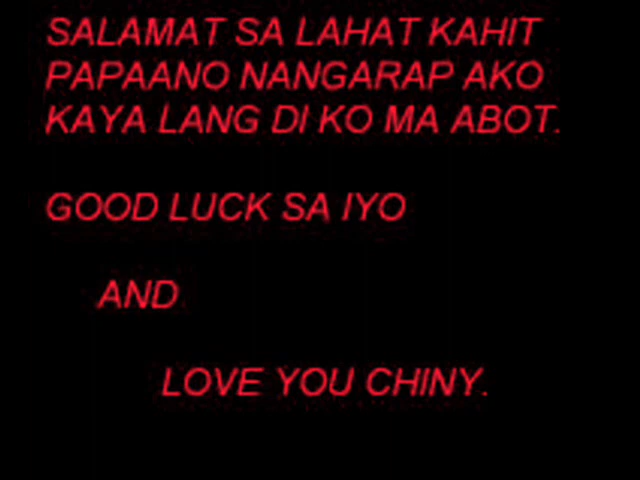 SALAMAT SA LAHAT KAHIT
PAPAANO NANGARAP AKO
KAYA LANG DI KO MA ABOT.
GOOD LUCK SA IYO
AND
LOVE YOU CHINY.